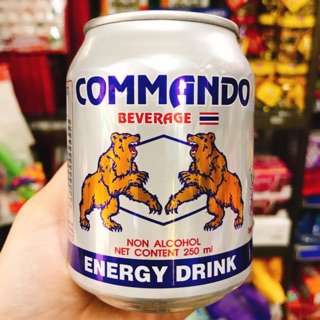 COMMANDO
BEVERAGE
NON ALCOHOL
NET CONTENT 250 ml
ENERGY DRINK